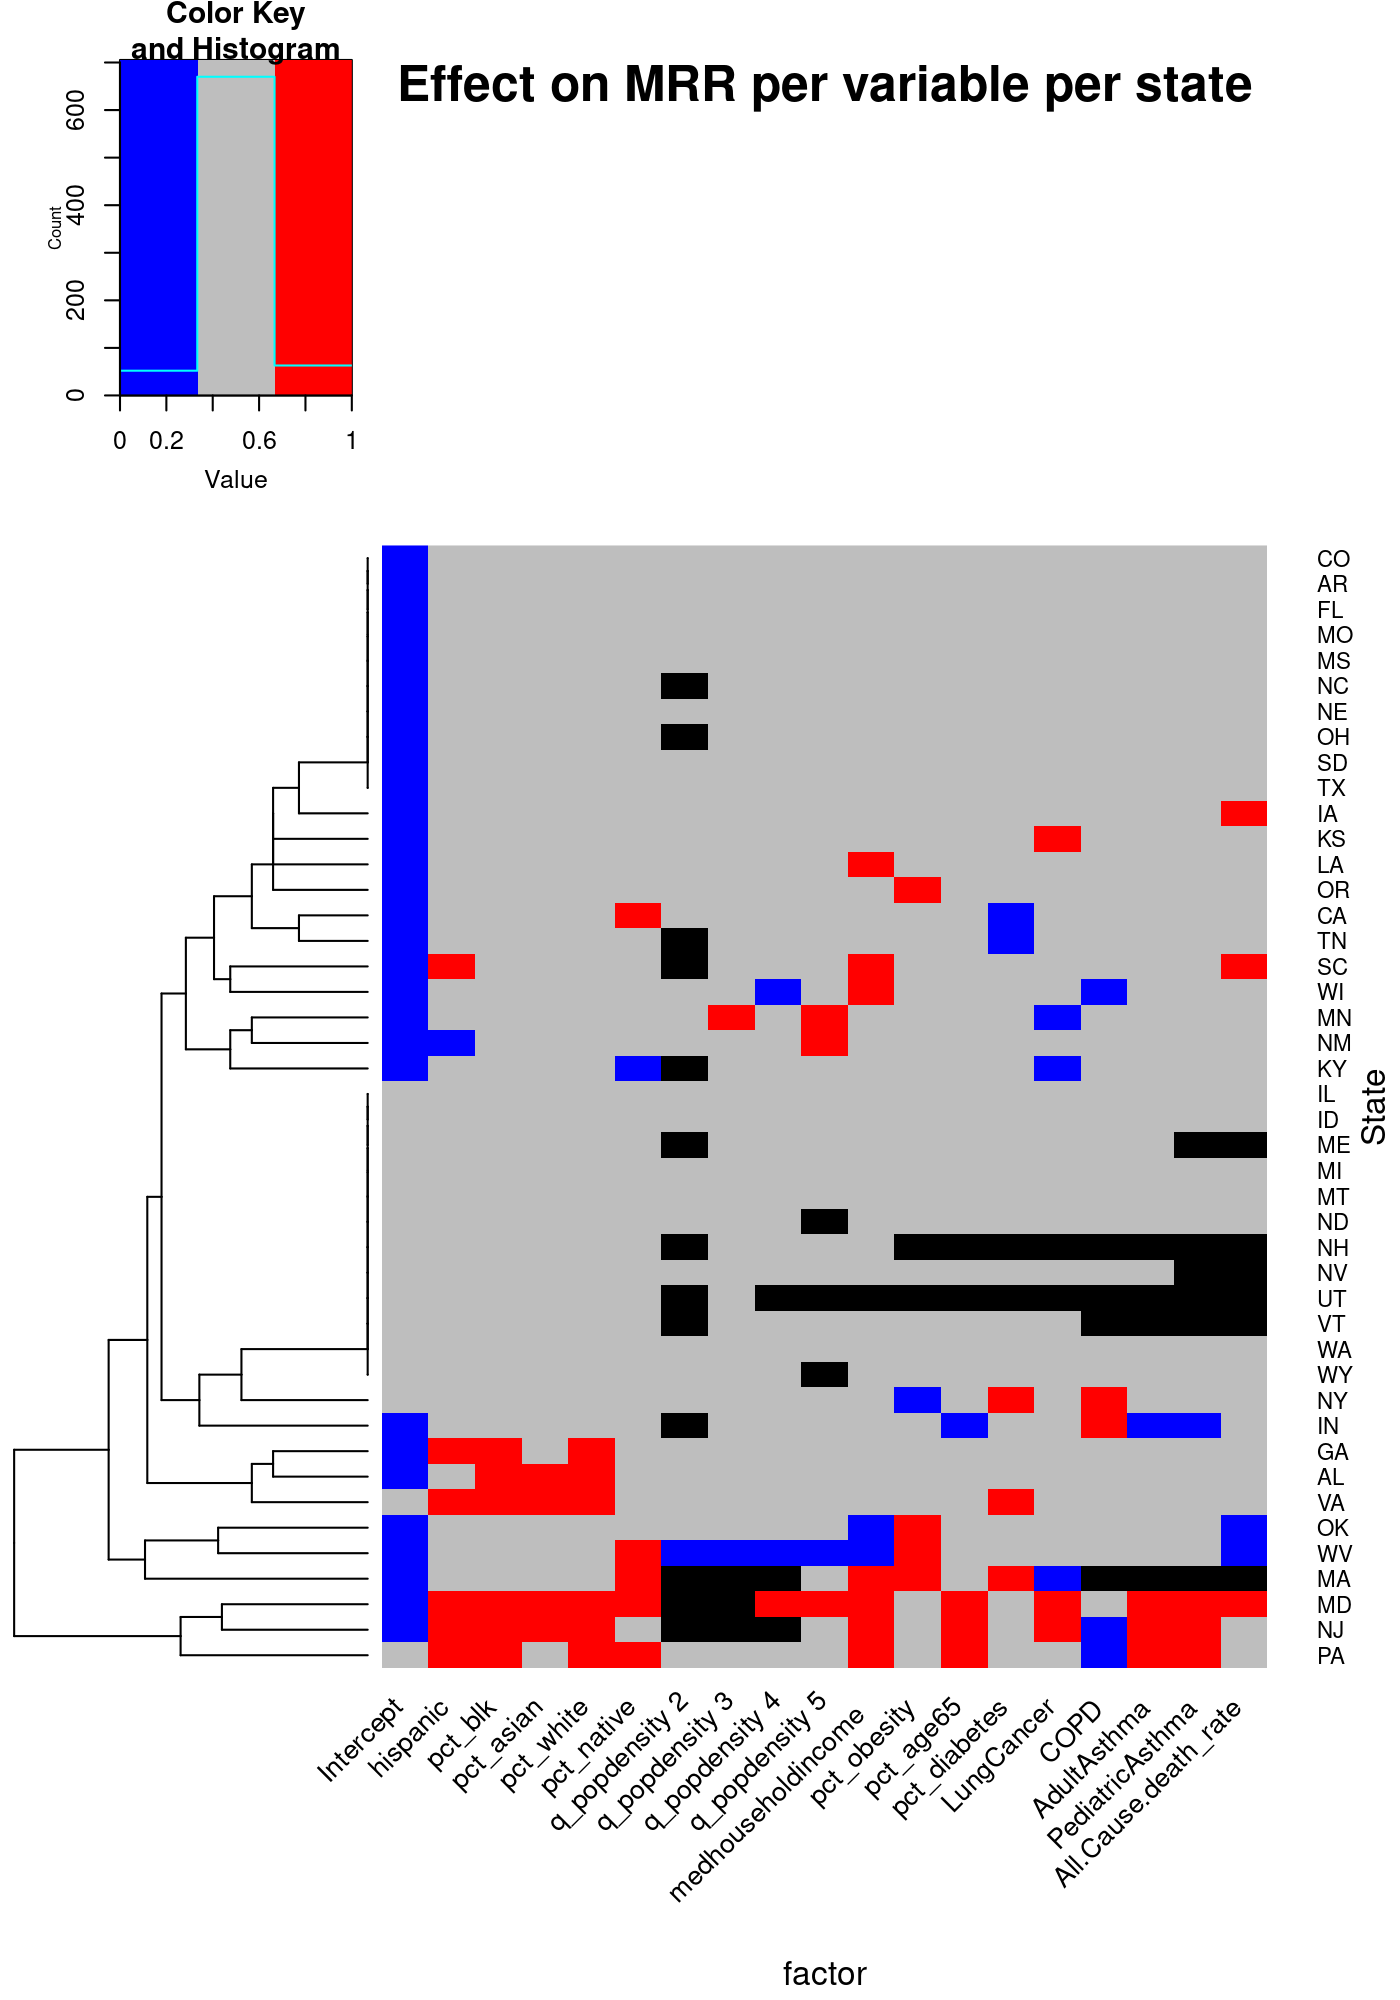 Color Key
and Histogram
Effect on MRR per variable per state
Count
0
200
400
600
0 0.2 0.6 1
Value
CO
AR
FL
MO
MS
NC
NE
OH
SD
TX
IA
KS
LA
OR
CA
TN
SC
WI
MN
NM
KY
IL
ID
ME
MI
MT
ND
NH
NV
UT
VT
WA
WY
NY
IN
GA
AL
VA
OK
WV
MA
MD
NJ
PA
State
Intercept
hispanic
pct_blk
pct_asian
pct_white
pct_native
q_popdensity 2
q_popdensity 3
q_popdensity 4
q_popdensity 5
medhouseholdincome
pct_obesity
pct_age65
pct_diabetes
LungCancer
COPD
AdultAsthma
PediatricAsthma
All.Cause.death_rate
factor